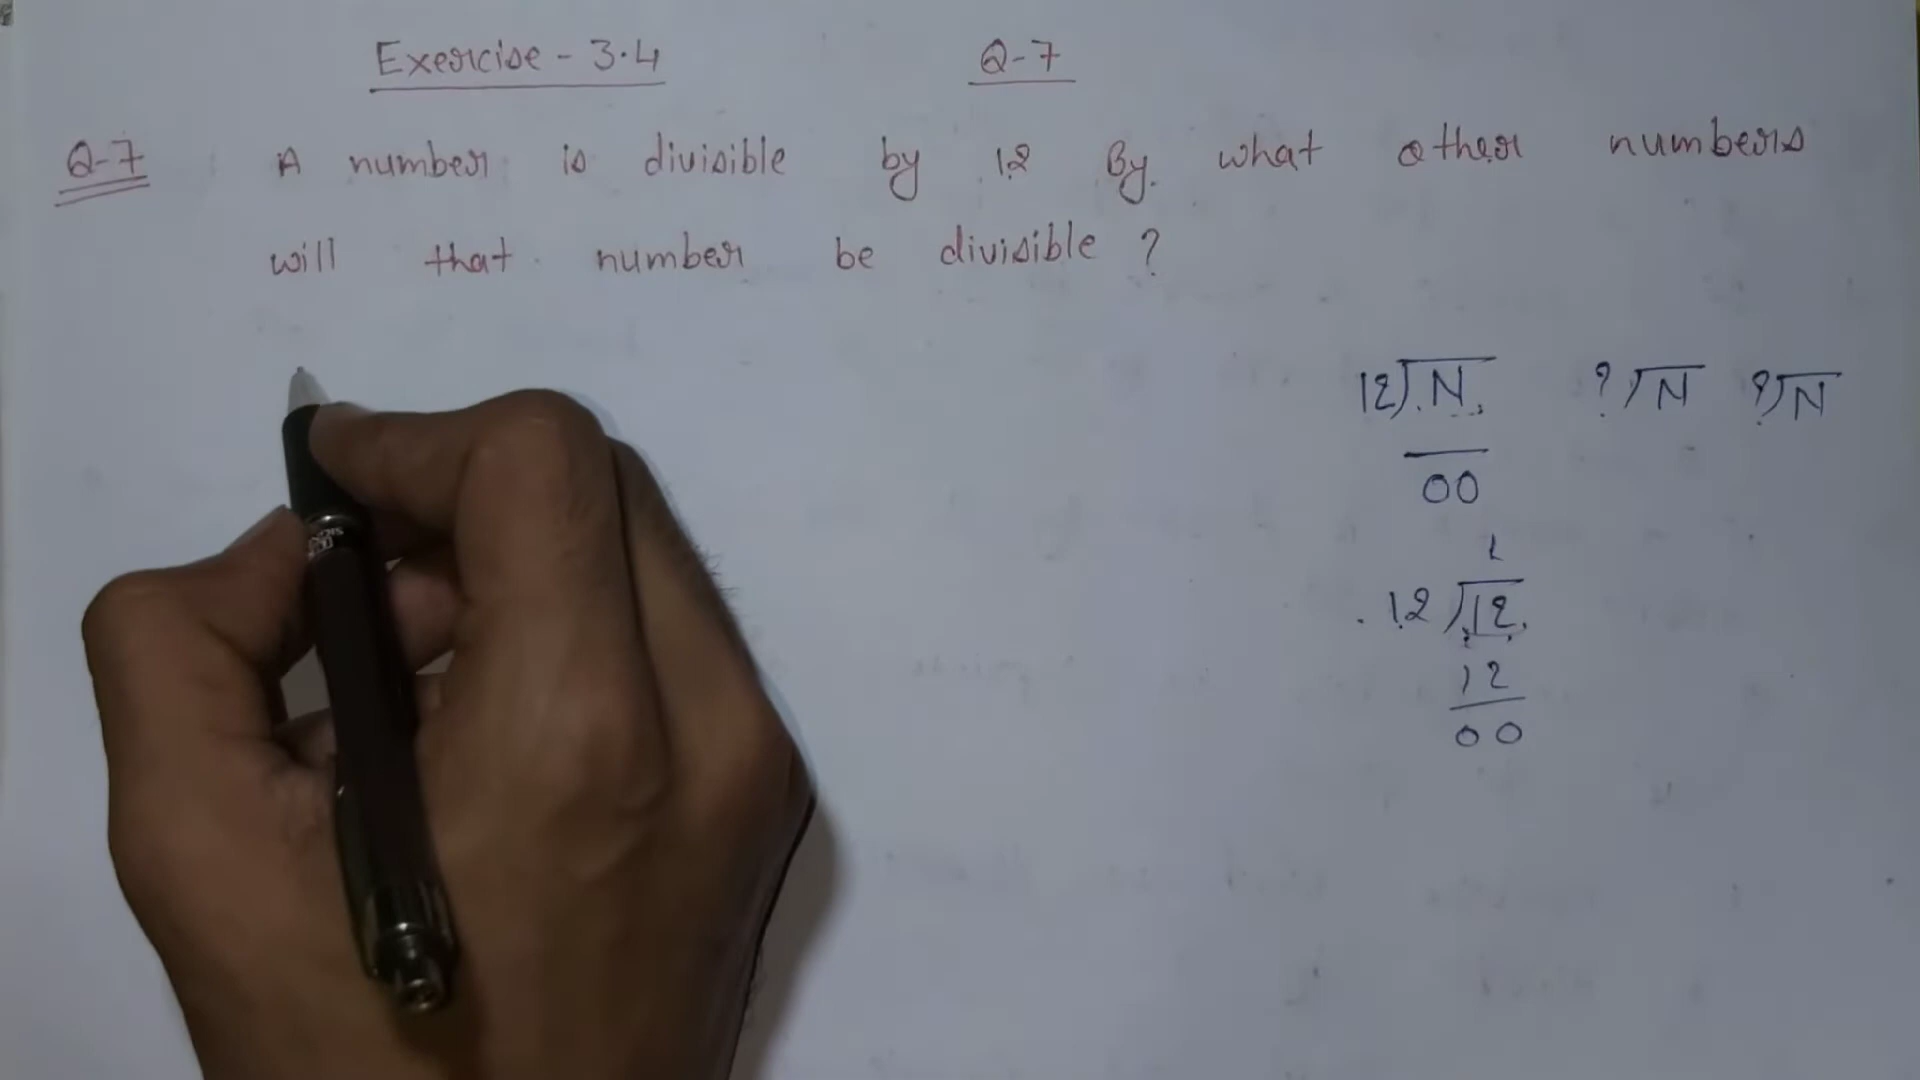 Exercise - 3.4 Q-7
Q-7 A number is divisible by 12 By what other numbers
will that number be divisible ?
12)N ?)N ?)N
00
1
12)12
12
00